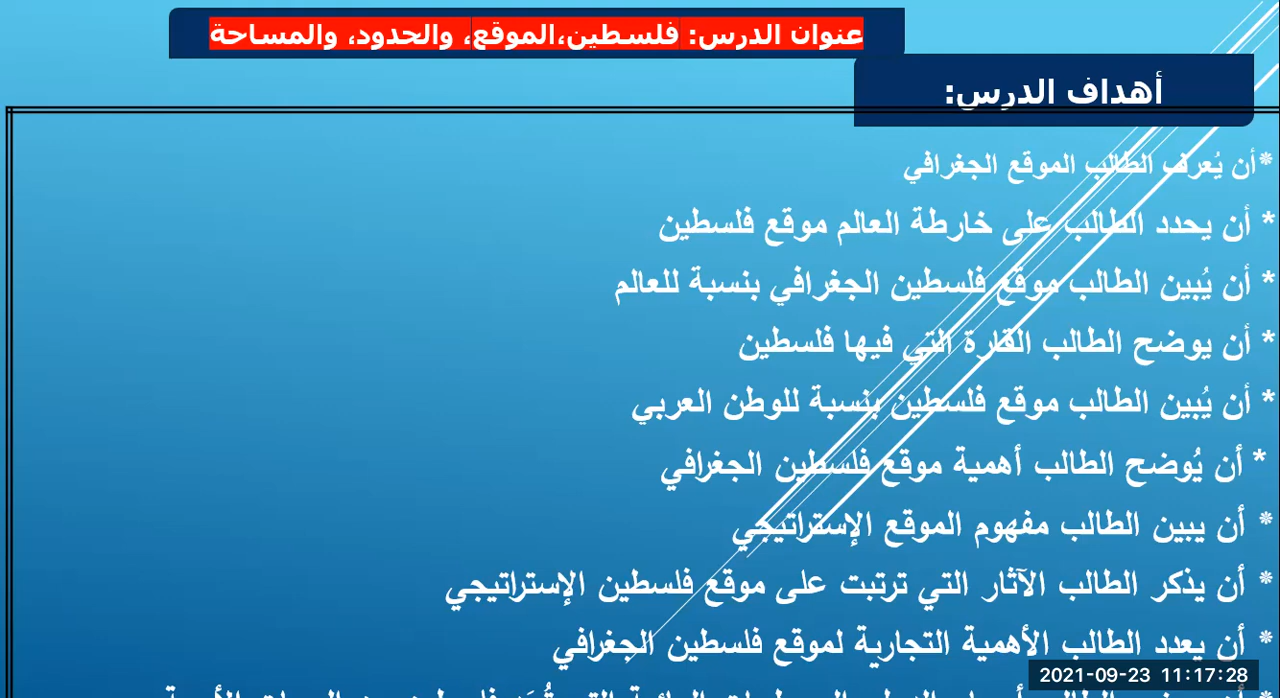 عنوان الدرس: فلسطين،الموقع، والحدود، والمساحة
أهداف الدرس:
*أن يُعرف الطالب الموقع الجغرافي
* أن يحدد الطالب على خارطة العالم موقع فلسطين
* أن يُبين الطالب موقع فلسطين الجغرافي بنسبة للعالم
* أن يوضح الطالب القارة التي فيها فلسطين
* أن يُبين الطالب موقع فلسطين بنسبة للوطن العربي
* أن يُوضح الطالب أهمية موقع فلسطين الجغرافي
* أن يبين الطالب مفهوم الموقع الإستراتيجي
* أن يذكر الطالب الآثار التي ترتبت على موقع فلسطين الإستراتيجي
* أن يعدد الطالب الأهمية التجارية لموقع فلسطين الجغرافي
2021-09-23 11:17:28